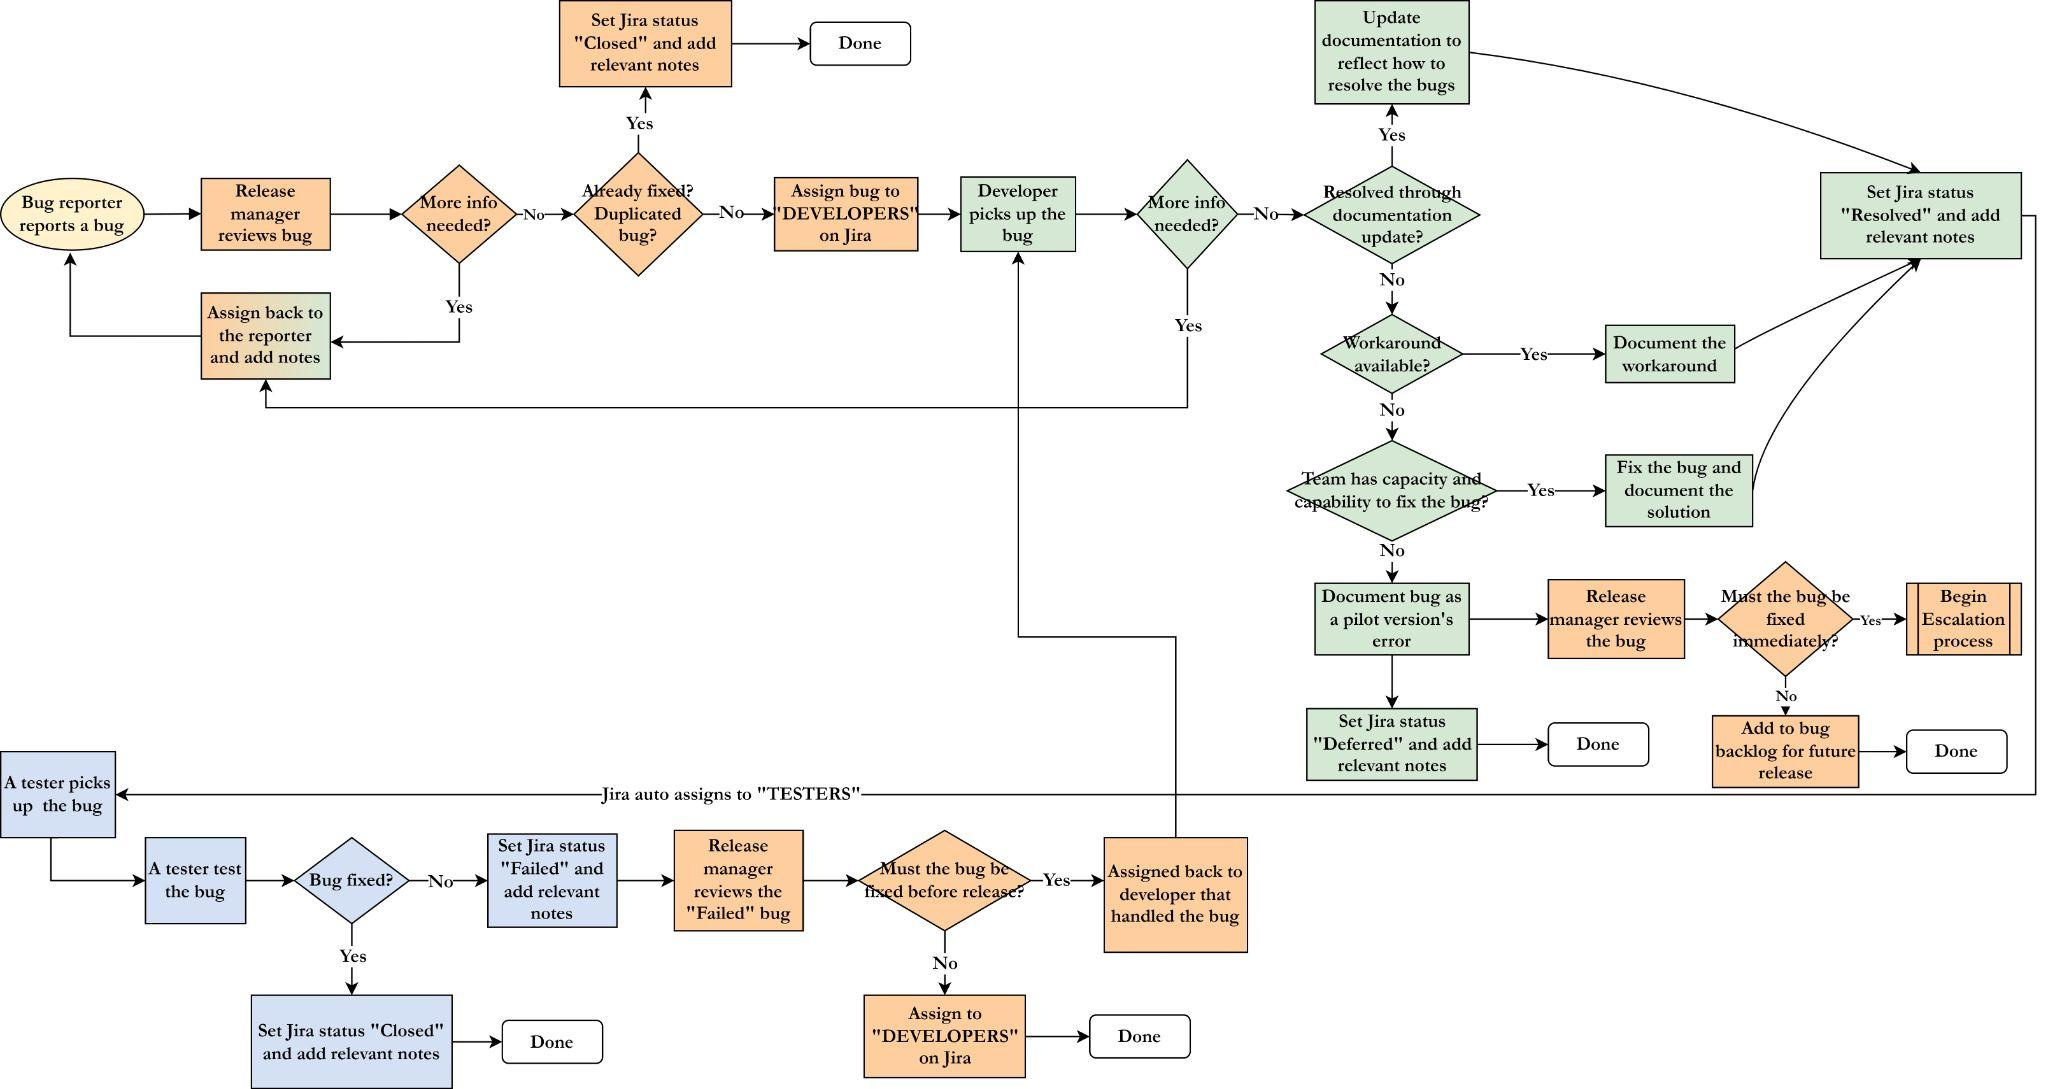 Set Jira status
"Closed" and add
relevant notes
Done
Update
documentation to
reflect how to
resolve the bugs
Yes
Yes
Bug reporter
reports a bug
Release
manager
reviews bug
More info
needed?
No
Already fixed?
Duplicated
bug?
No
Assign bug to
"DEVELOPERS"
on Jira
Developer
picks up the
bug
More info
needed?
No
Resolved through
documentation
update?
Set Jira status
"Resolved" and add
relevant notes
Yes
Assign back to
the reporter
and add notes
Yes
No
Workaround
available?
Yes
Document the
workaround
No
Team has capacity and
capability to fix the bug?
Yes
Fix the bug and
document the
solution
No
Document bug as
a pilot version's
error
Release
manager reviews
the bug
Must the bug be
fixed
immediately?
Yes
Begin
Escalation
process
No
Set Jira status
"Deferred" and add
relevant notes
Done
Add to bug
backlog for future
release
Done
A tester picks
up the bug
Jira auto assigns to "TESTERS"
A tester test
the bug
Bug fixed?
No
Set Jira status
"Failed" and
add relevant
notes
Release
manager
reviews the
"Failed" bug
Must the bug be
fixed before release?
Yes
Assigned back to
developer that
handled the bug
Yes
No
Set Jira status "Closed"
and add relevant notes
Done
Assign to
"DEVELOPERS"
on Jira
Done